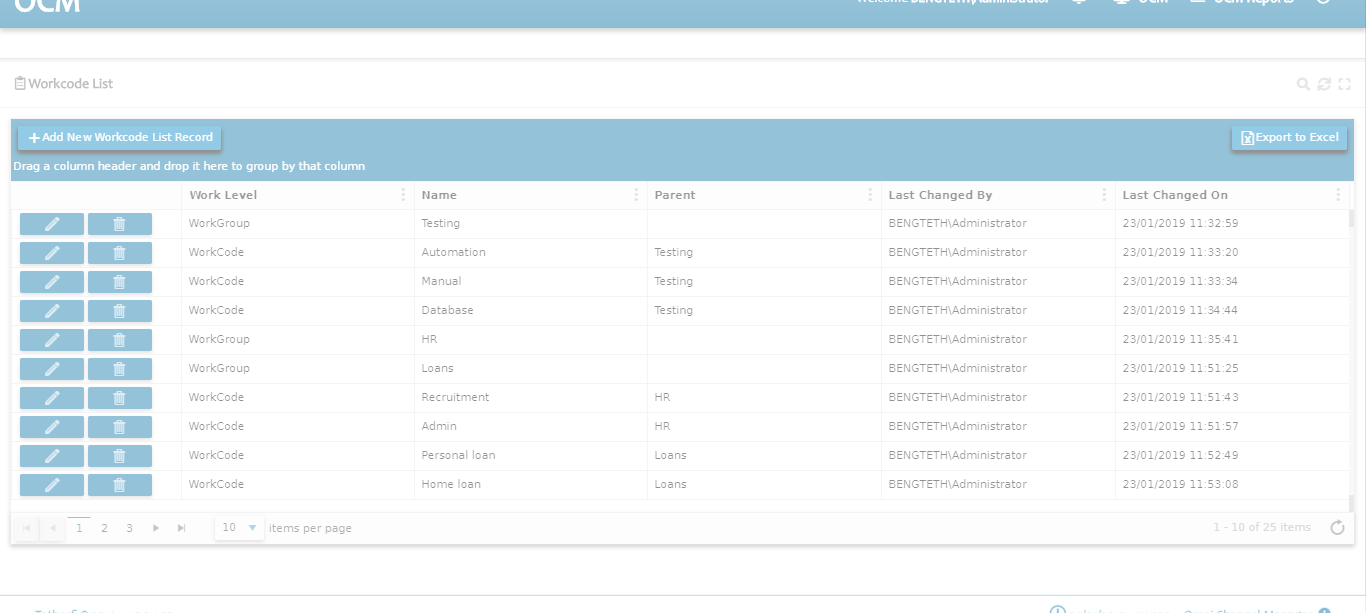 OCM
Welcome BENGTETH\Administrator OCM OCM Reports
Workcode List
Add New Workcode List Record Export to Excel
Drag a column header and drop it here to group by that column
Work Level Name Parent Last Changed By Last Changed On
WorkGroup Testing BENGTETH\Administrator 23/01/2019 11:32:59
WorkCode Automation Testing BENGTETH\Administrator 23/01/2019 11:33:20
WorkCode Manual Testing BENGTETH\Administrator 23/01/2019 11:33:34
WorkCode Database Testing BENGTETH\Administrator 23/01/2019 11:34:44
WorkGroup HR BENGTETH\Administrator 23/01/2019 11:35:41
WorkGroup Loans BENGTETH\Administrator 23/01/2019 11:51:25
WorkCode Recruitment HR BENGTETH\Administrator 23/01/2019 11:51:43
WorkCode Admin HR BENGTETH\Administrator 23/01/2019 11:51:57
WorkCode Personal loan Loans BENGTETH\Administrator 23/01/2019 11:52:49
WorkCode Home loan Loans BENGTETH\Administrator 23/01/2019 11:53:08
1 2 3 10 items per page 1 - 10 of 25 items